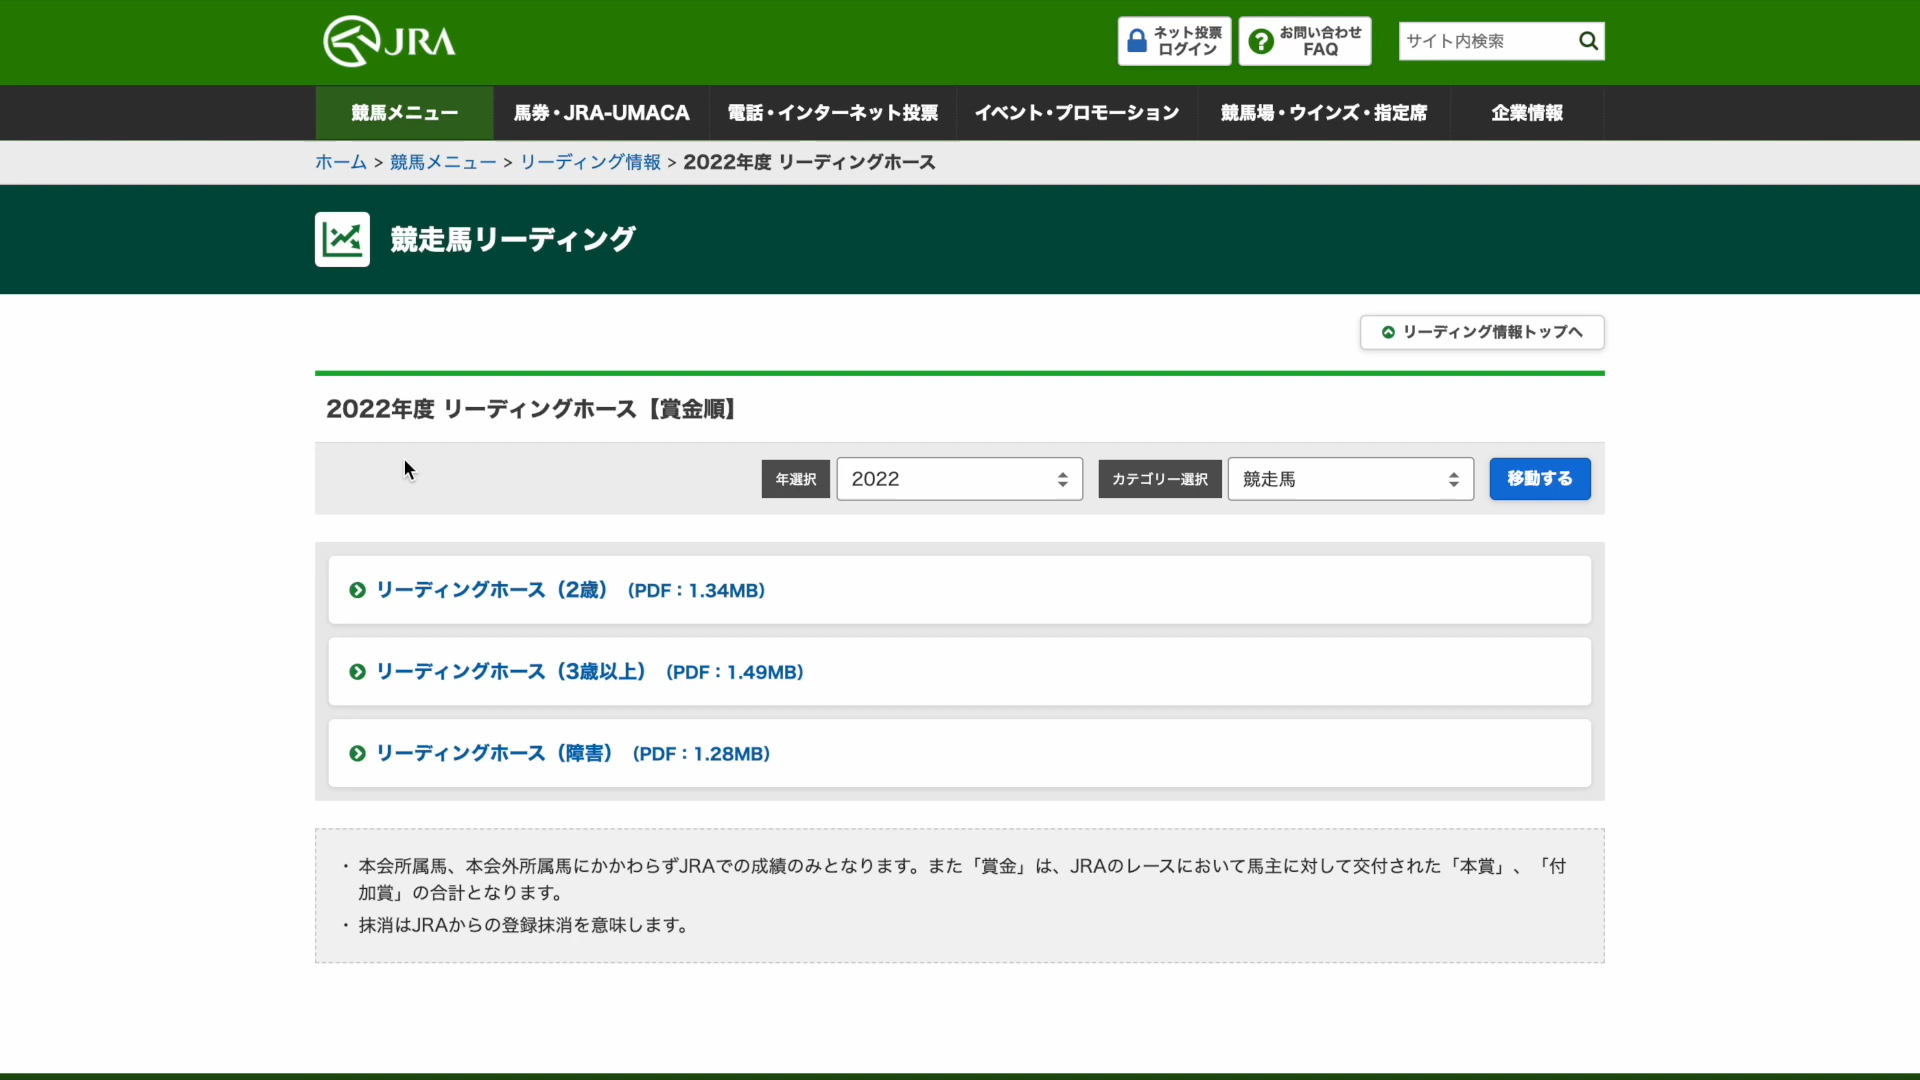 JRA
ネット投票
ログイン
お問い合わせ
FAQ
サイト内検索
競馬メニュー
馬券・JRA-UMACA
電話・インターネット投票
イベント・プロモーション
競馬場・ウインズ・指定席
企業情報
ホーム > 競馬メニュー > リーディング情報 > 2022年度 リーディングホース
競走馬リーディング
リーディング情報トップへ
2022年度 リーディングホース【賞金順】
年選択 2022 カテゴリー選択 競走馬 移動する
リーディングホース（2歳）（PDF：1.34MB）
リーディングホース（3歳以上）（PDF：1.49MB）
リーディングホース（障害）（PDF：1.28MB）
・本会所属馬、本会外所属馬にかかわらずJRAでの成績のみとなります。また「賞金」は、JRAのレースにおいて馬主に対して交付された「本賞」、「付
加賞」の合計となります。
・抹消はJRAからの登録抹消を意味します。